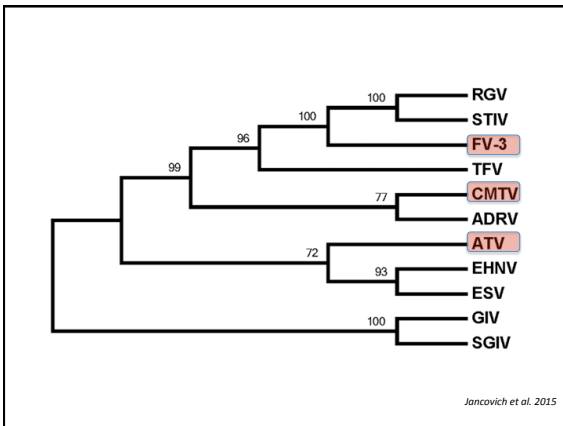 RGV
100
STIV
100
FV-3
96
TFV
99
CMTV
77
ADRV
ATV
72
EHNV
93
ESV
GIV
100
SGIV
Jancovich et al. 2015